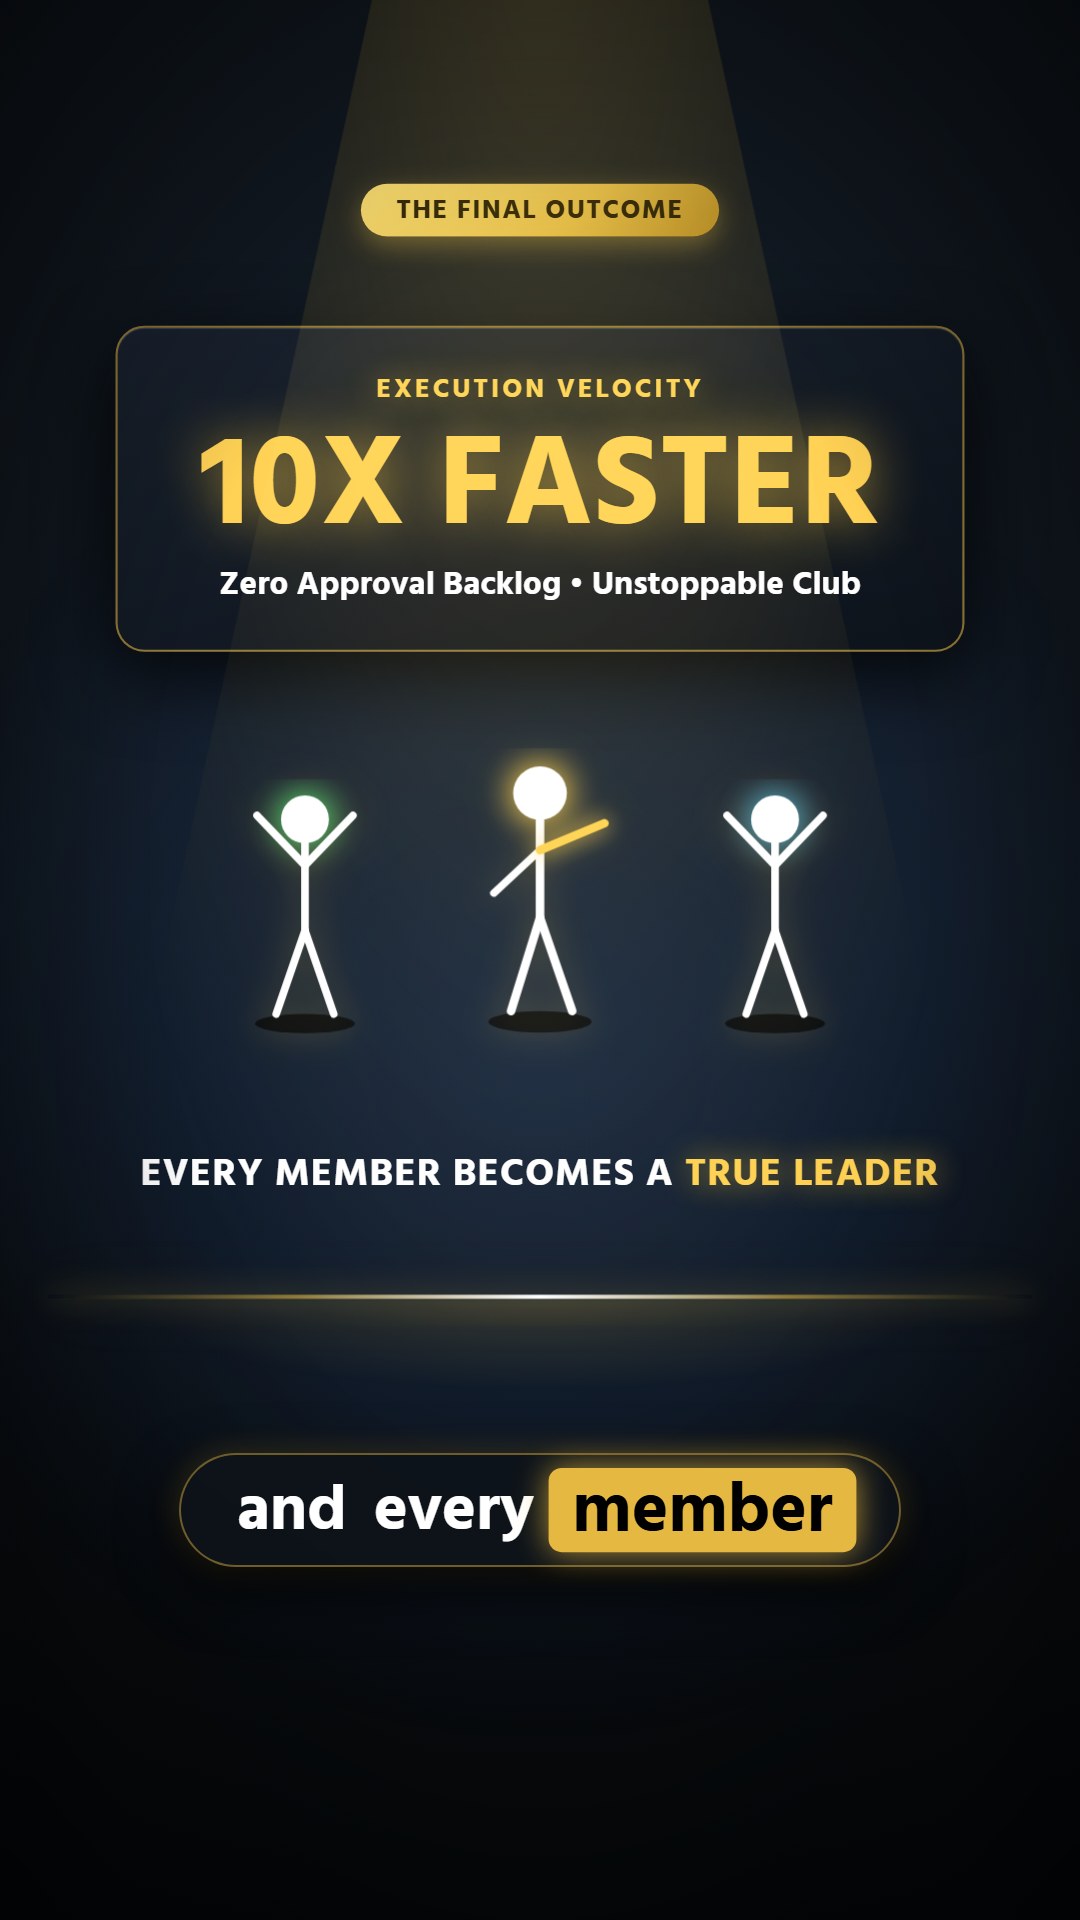 THE FINAL OUTCOME
EXECUTION VELOCITY
10X FASTER
Zero Approval Backlog • Unstoppable Club
EVERY MEMBER BECOMES A TRUE LEADER
and every member